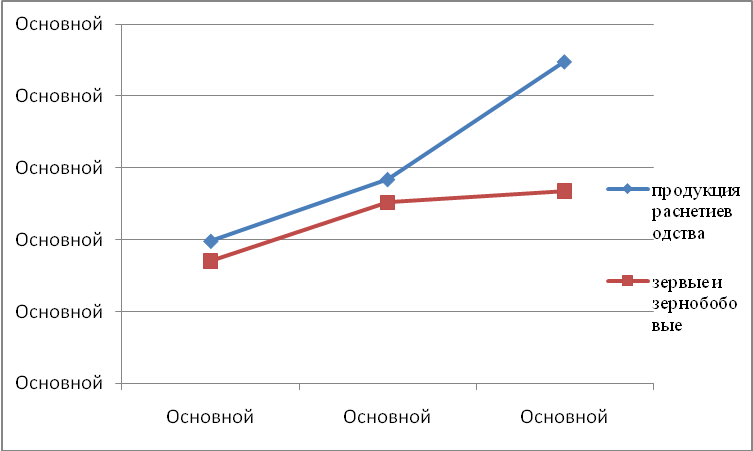 Основной
Основной
Основной
Основной
Основной
Основной
Основной
Основной
Основной
продукция
раснетиев
одства
зервые и
зернобобо
вые